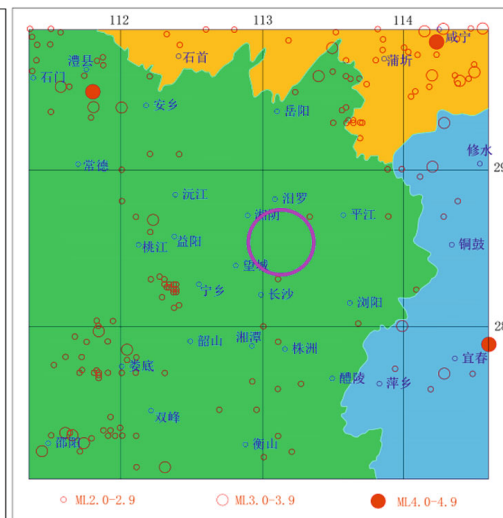 112 113 114
咸宁
石首
澧县 蒲圻
石门
安乡 岳阳
修水
常德 29
沅江 汨罗
湘阴 平江
益阳
桃江 铜鼓
望城
宁乡 长沙
浏阳
28
韶山 湘潭
株洲 宜春
娄底
醴陵 萍乡
双峰
邵阳 衡山
ML2.0-2.9 ML3.0-3.9 ML4.0-4.9